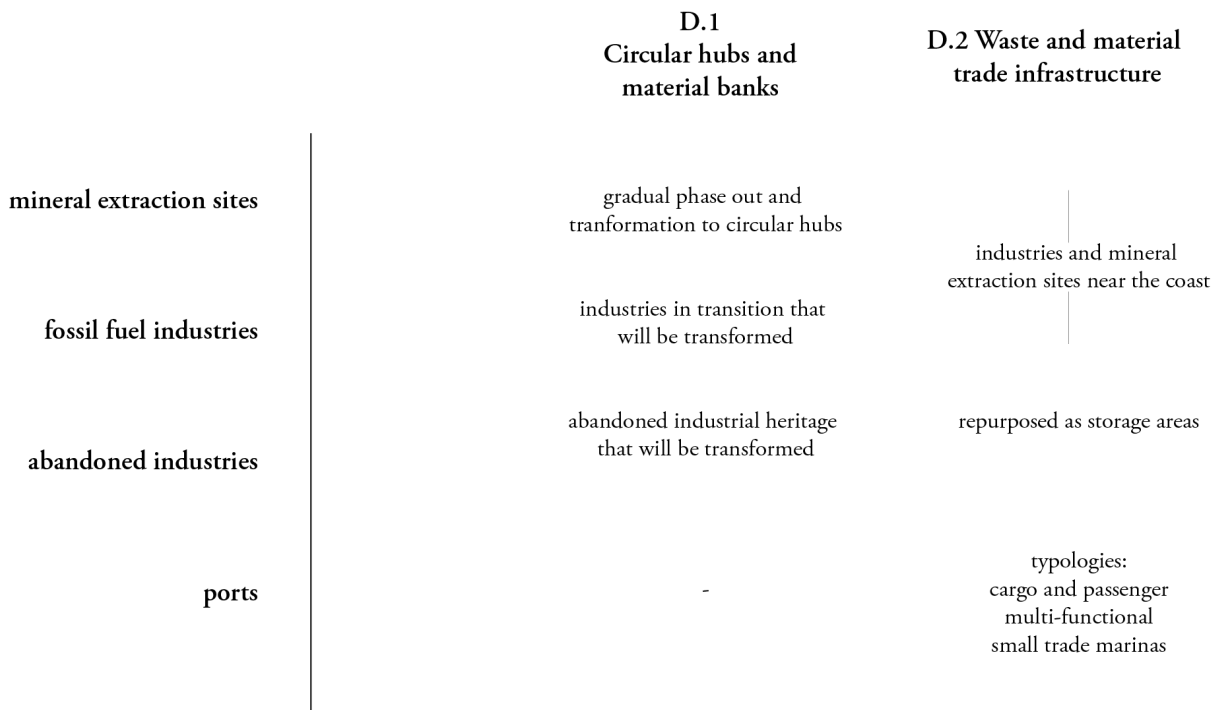 D.1
Circular hubs and
material banks
D.2 Waste and material
trade infrastructure
mineral extraction sites
gradual phase out and
tranformation to circular hubs
industries and mineral
extraction sites near the coast
fossil fuel industries
industries in transition that
will be transformed
abandoned industries
abandoned industrial heritage
that will be transformed
repurposed as storage areas
ports
-
typologies:
cargo and passenger
multi-functional
small trade marinas